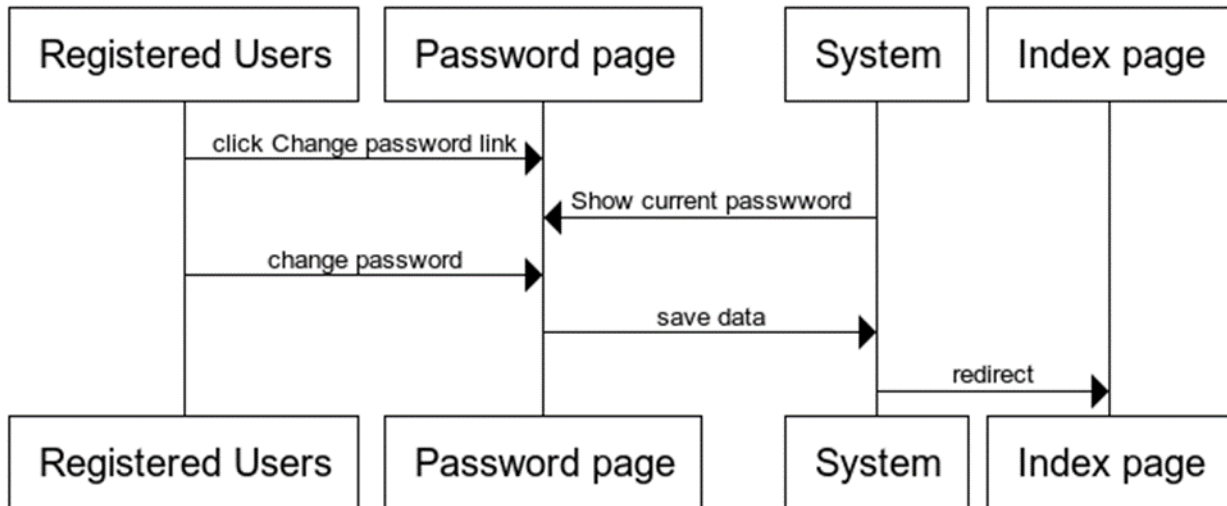 Registered Users
Password page
System
Index page
click Change password link
Show current passwword
change password
save data
redirect
Registered Users
Password page
System
Index page